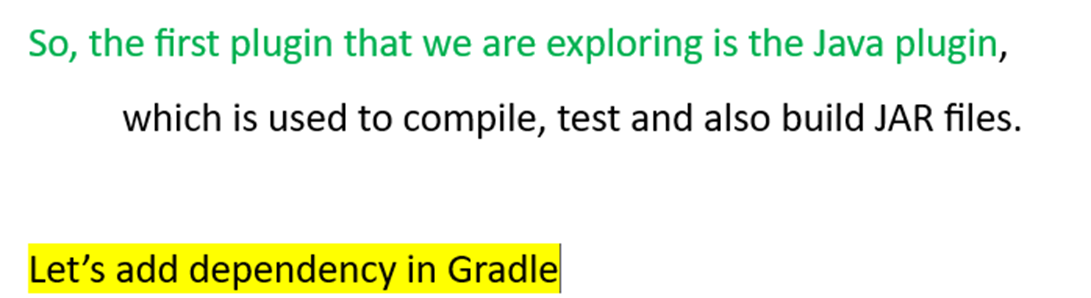 So, the first plugin that we are exploring is the Java plugin,
which is used to compile, test and also build JAR files.
Let’s add dependency in Gradle